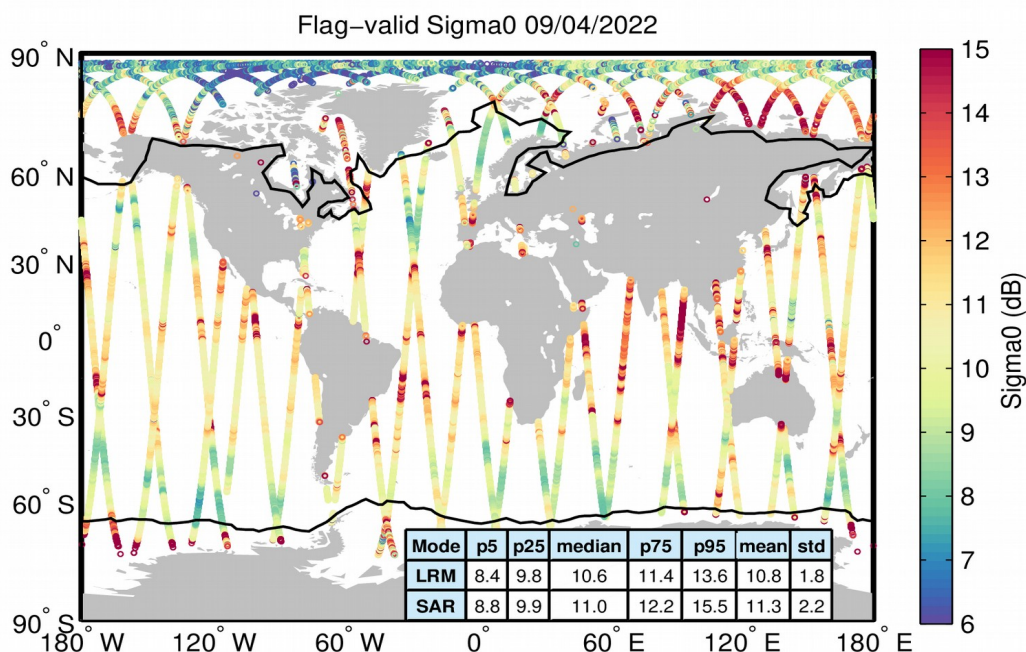 Flag-valid Sigma0 09/04/2022
90° N
60° N
30° N
0°
30° S
60° S
90° S
180° W
120° W
60° W
0°
60° E
120° E
180° E
Mode p5 p25 median p75 p95 mean std
LRM 8.4 9.8 10.6 11.4 13.6 10.8 1.8
SAR 8.8 9.9 11.0 12.2 15.5 11.3 2.2
15
14
13
12
11
10
9
8
7
6
Sigma0 (dB)